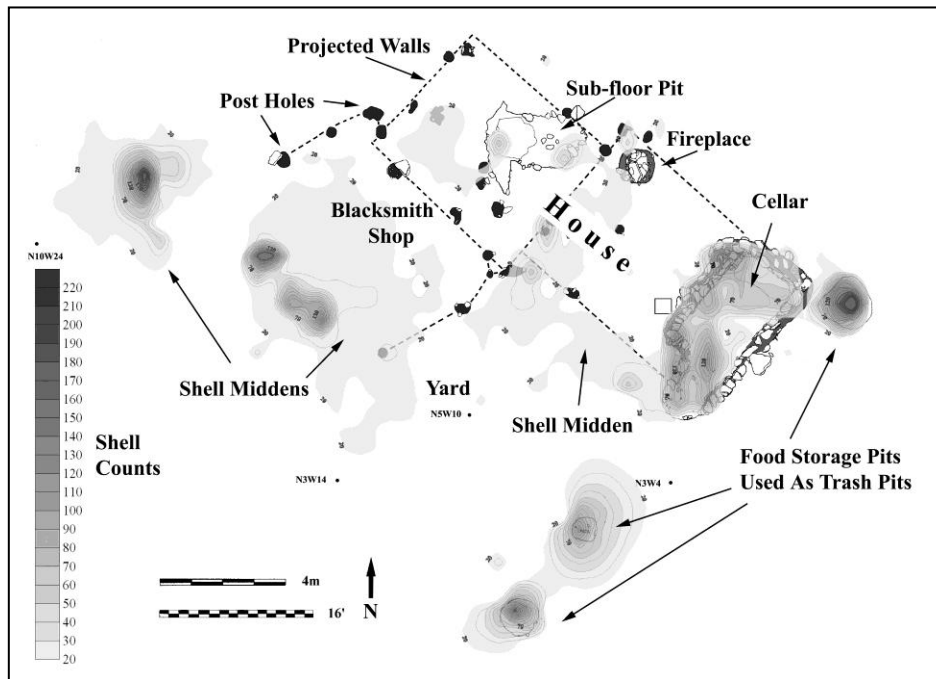 Projected Walls
Post Holes
Sub-floor Pit
Fireplace
Cellar
Blacksmith
Shop
House
N10W24
Shell Middens
Yard
N5W10
Shell Midden
Shell
Counts
220
210
200
190
180
170
160
150
140
130
120
110
100
90
80
70
60
50
40
30
20
N3W14
N3W4
Food Storage Pits
Used As Trash Pits
4m
16'
N